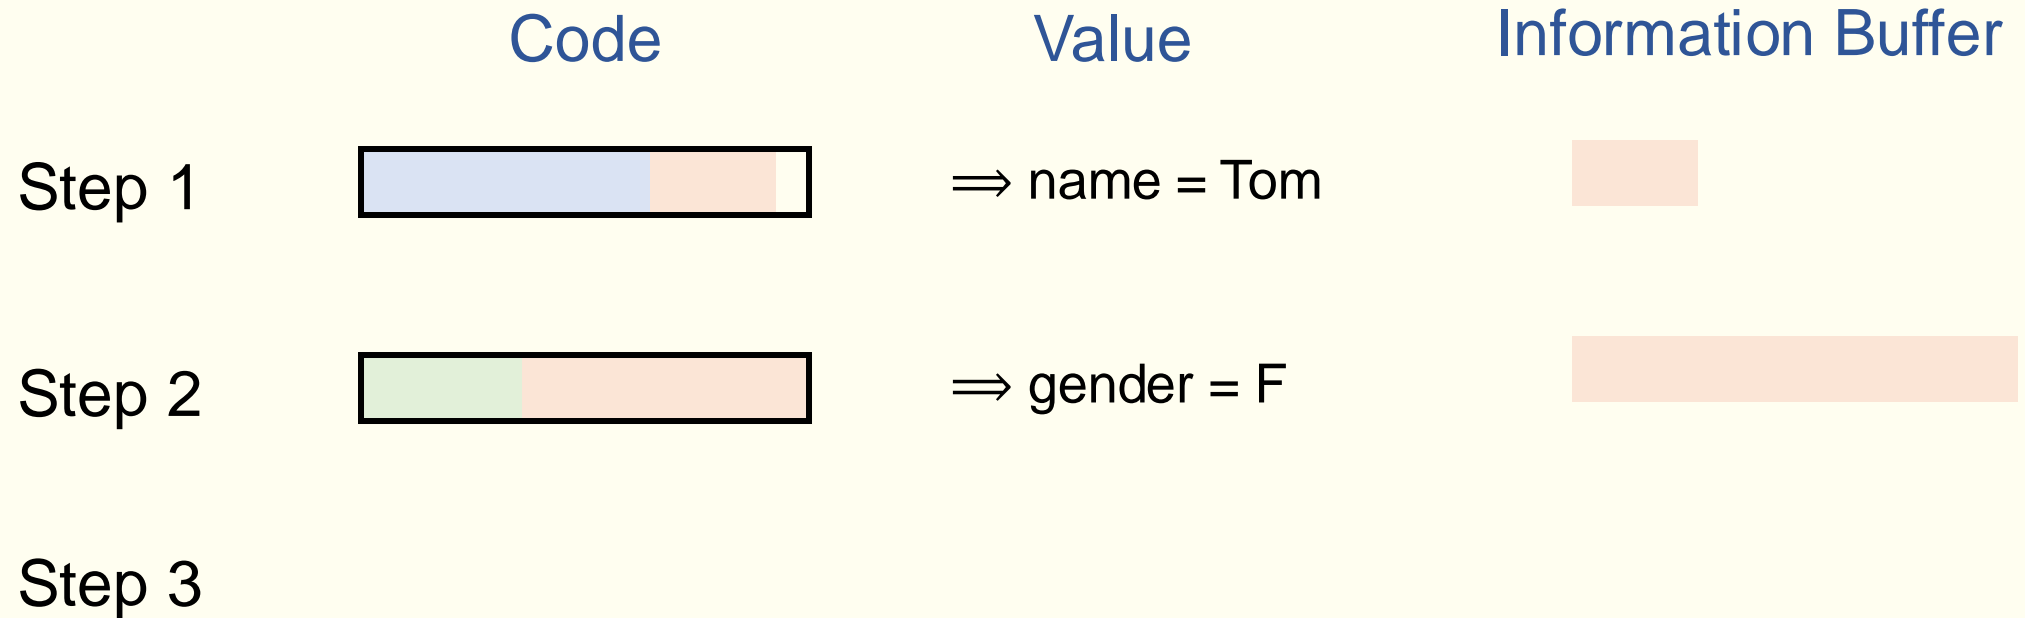 Code Value Information Buffer
Step 1 ⟹ name = Tom
Step 2 ⟹ gender = F
Step 3